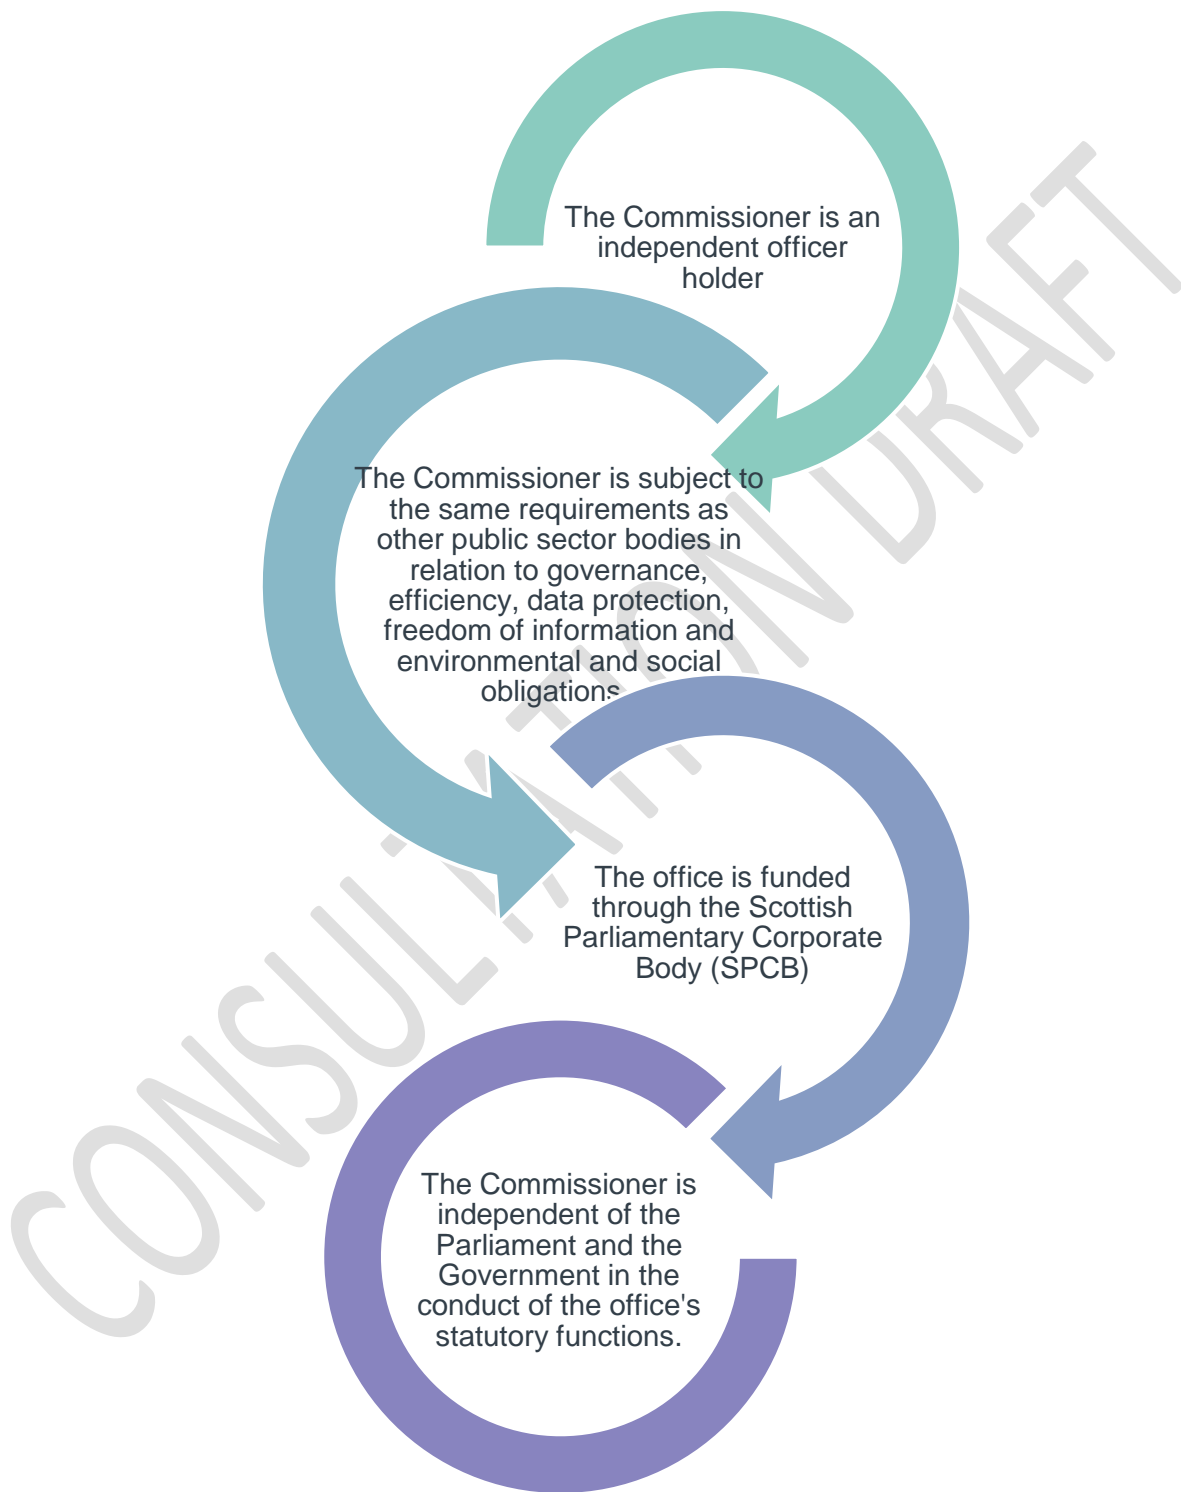 The Commissioner is an
independent officer
holder
The Commissioner is subject to
the same requirements as
other public sector bodies in
relation to governance,
efficiency, data protection,
freedom of information and
environmental and social
obligations
The office is funded
through the Scottish
Parliamentary Corporate
Body (SPCB)
The Commissioner is
independent of the
Parliament and the
Government in the
conduct of the office's
statutory functions.
CONSULTATION DRAFT